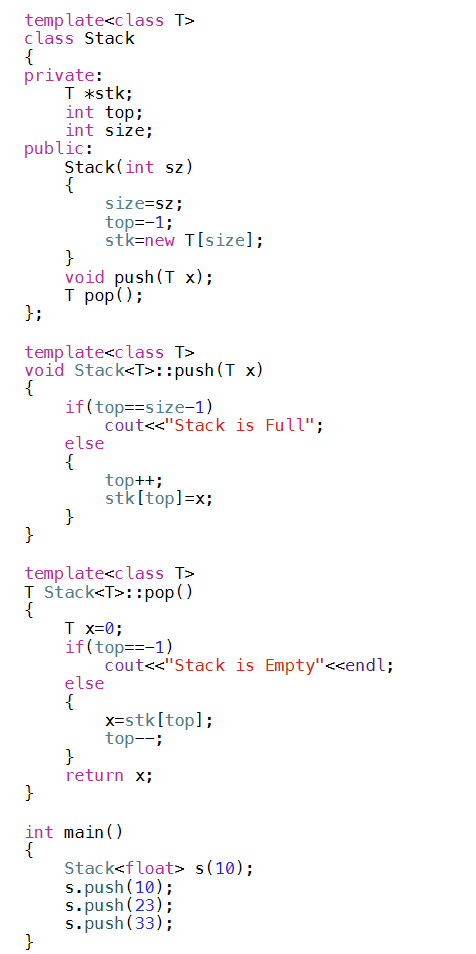 template<class T>
class Stack
{
private:
    T *stk;
    int top;
    int size;
public:
    Stack(int sz)
    {
        size=sz;
        top=-1;
        stk=new T[size];
    }
    void push(T x);
    T pop();
};

template<class T>
void Stack<T>::push(T x)
{
    if(top==size-1)
        cout<<"Stack is Full";
    else
    {
        top++;
        stk[top]=x;
    }
}

template<class T>
T Stack<T>::pop()
{
    T x=0;
    if(top==-1)
        cout<<"Stack is Empty"<<endl;
    else
    {
        x=stk[top];
        top--;
    }
    return x;
}

int main()
{
    Stack<float> s(10);
    s.push(10);
    s.push(23);
    s.push(33);
}